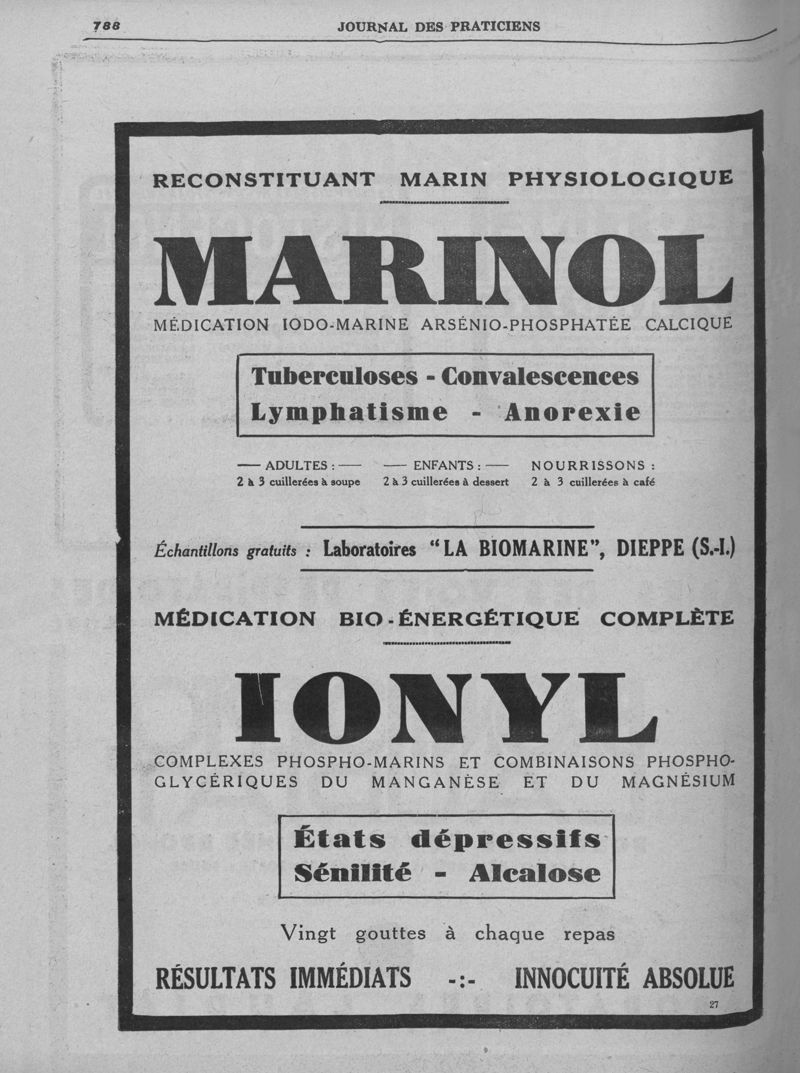 788
JOURNAL DES PRATICIENS
RECONSTITUANT MARIN PHYSIOLOGIQUE
MARINOL
MÉDICATION IODO-MARINE ARSÉNIO-PHOSPHATÉE CALCIQUE
Tuberculoses - Convalescences
Lymphatisme - Anorexie
— ADULTES : — — ENFANTS : — NOURRISSONS :
2 à 3 cuillerées à soupe 2 à 3 cuillerées à dessert 2 à 3 cuillerées à café
Échantillons gratuits : Laboratoires "LA BIOMARINE", DIEPPE (S.-I.)
MÉDICATION BIO-ÉNERGÉTIQUE COMPLÈTE
IONYL
COMPLEXES PHOSPHO-MARINS ET COMBINAISONS PHOSPHO-
GLYCÉRIQUES DU MANGANÈSE ET DU MAGNÉSIUM
États dépressifs
Sénilité - Alcalose
Vingt gouttes à chaque repas
RÉSULTATS IMMÉDIATS -:- INNOCUITÉ ABSOLUE
27